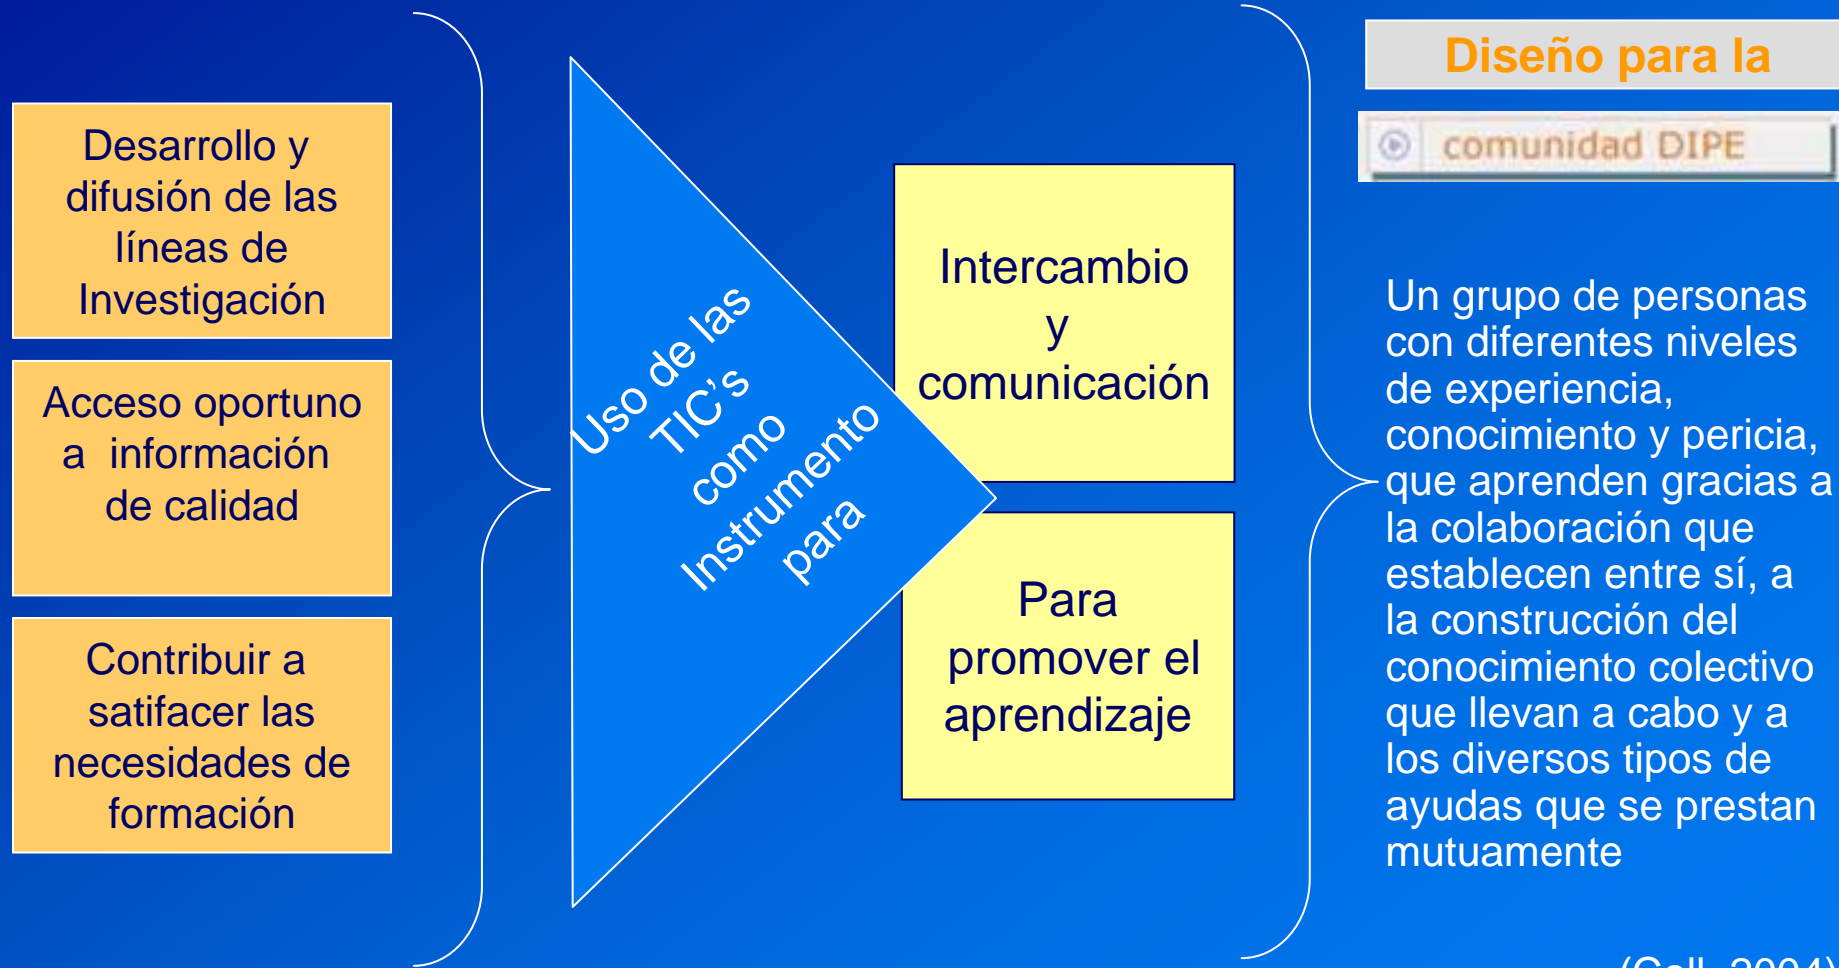 Desarrollo y
difusión de las
líneas de
Investigación
Acceso oportuno
a información
de calidad
Contribuir a
satifacer las
necesidades de
formación
Uso de las
TIC's
como
Instrumento
para
Intercambio
y
comunicación
Para
promover el
aprendizaje
Diseño para la
comunidad DIPE
Un grupo de personas
con diferentes niveles
de experiencia,
conocimiento y pericia,
que aprenden gracias a
la colaboración que
establecen entre sí, a
la construcción del
conocimiento colectivo
que llevan a cabo y a
los diversos tipos de
ayudas que se prestan
mutuamente
(Coll, 2004)